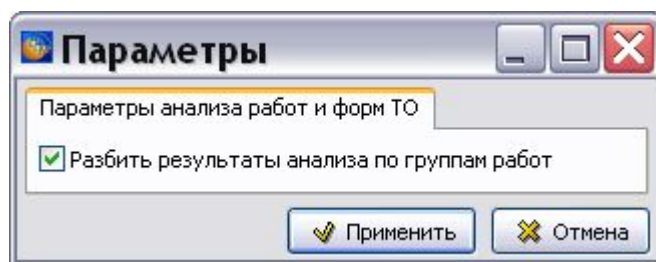 Параметры
Параметры анализа работ и форм ТО
Разбить результаты анализа по группам работ
Применить Отмена